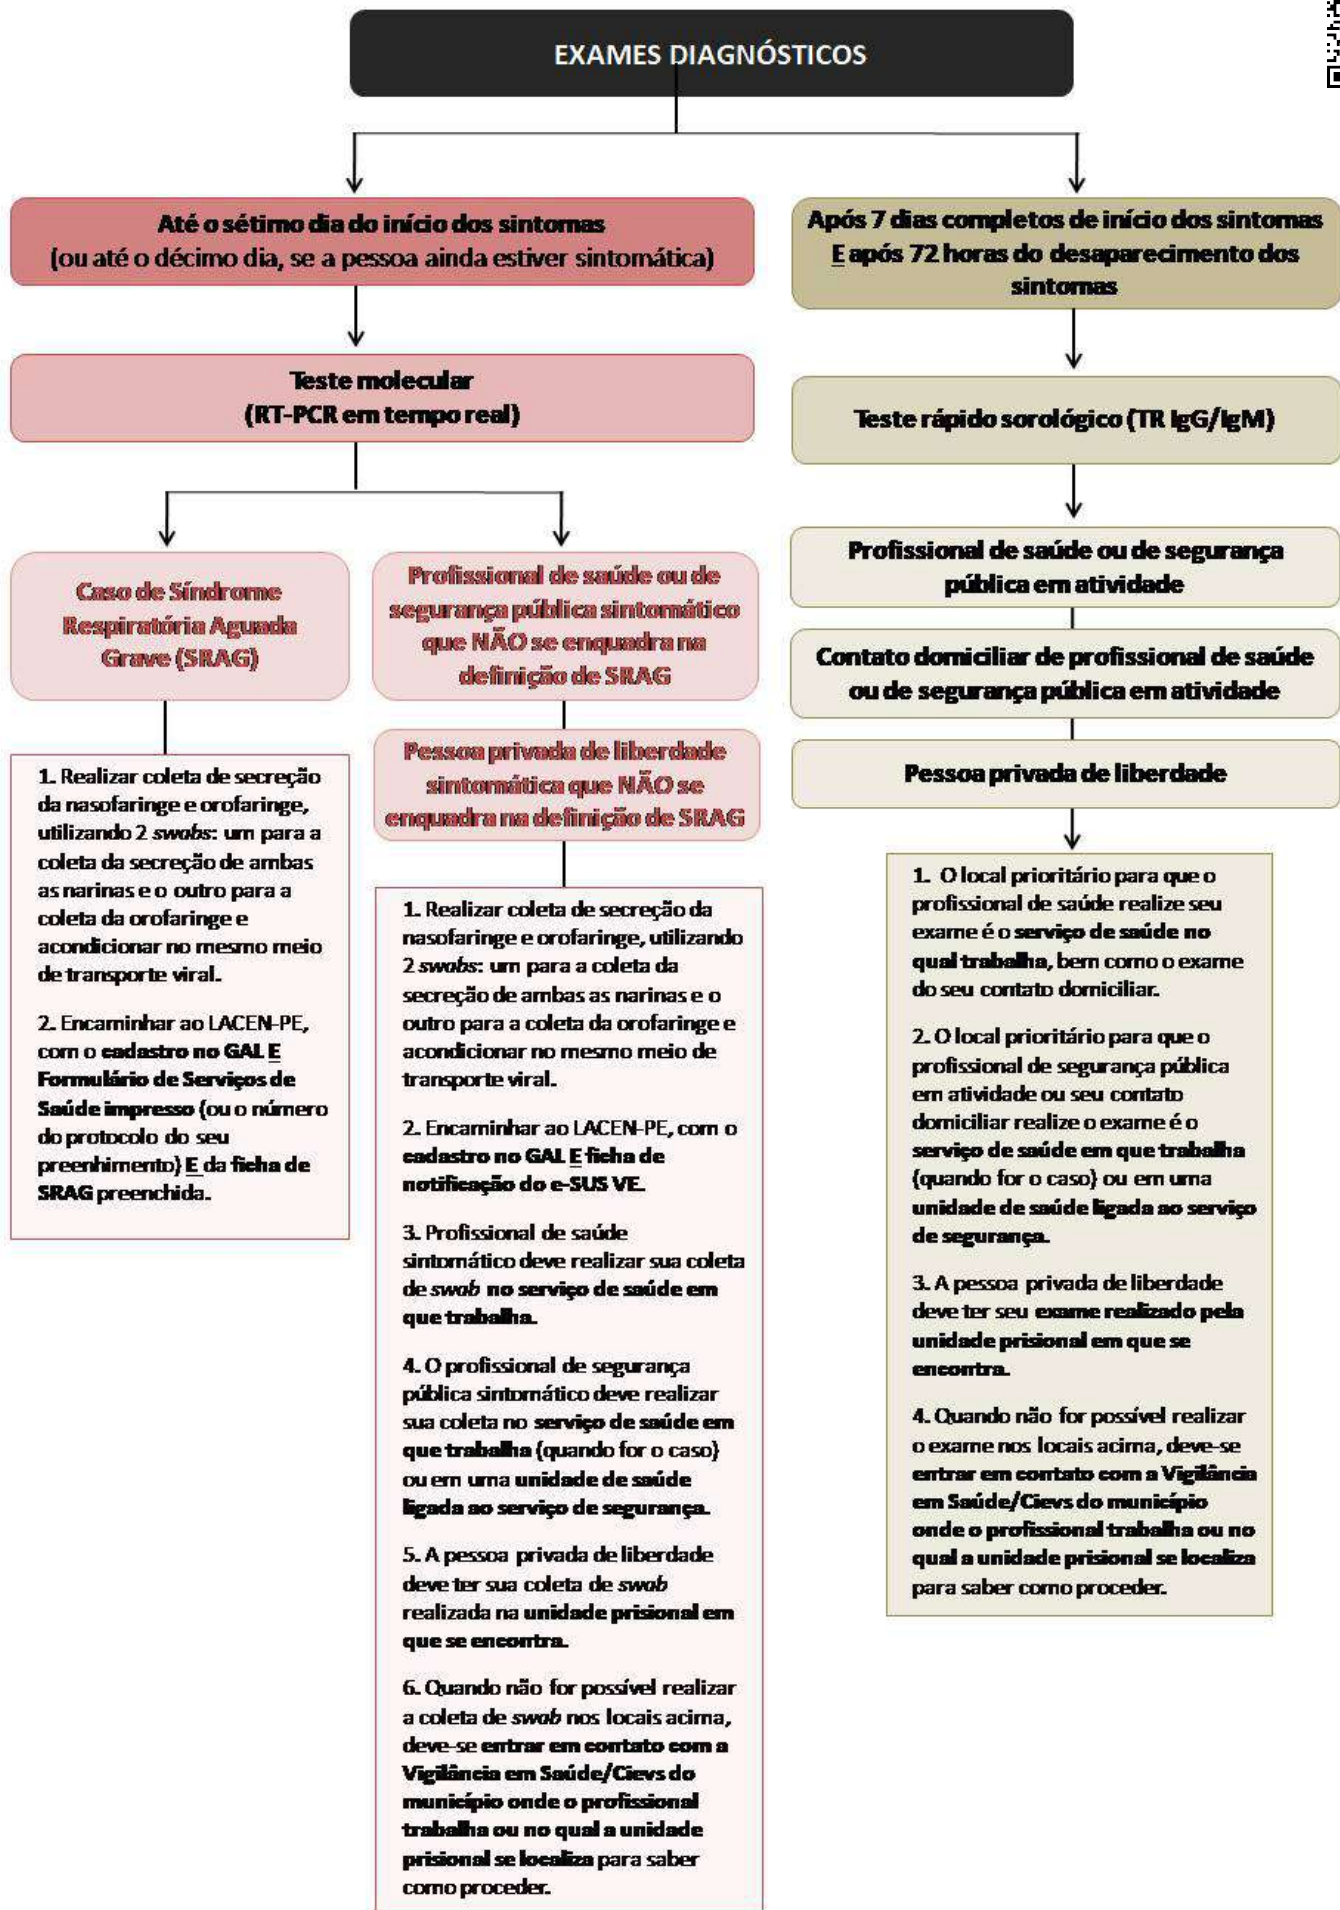 EXAMES DIAGNÓSTICOS
Até o sétimo dia do início dos sintomas
(ou até o décimo dia, se a pessoa ainda estiver sintomática)
Teste molecular
(RT-PCR em tempo real)
Caso de Síndrome
Respiratória Aguada
Grave (SRAG)
1. Realizar coleta de secreção
da nasofaringe e orofaringe,
utilizando 2 swabs: um para a
coleta da secreção de ambas
as narinas e o outro para a
coleta da orofaringe e
acondicionar no mesmo meio
de transporte viral.
2. Encaminhar ao LACEN-PE,
com o cadastro no GAL E
Formulário de Serviços de
Saúde impresso (ou o número
do protocolo do seu
preenhimento) E da ficha de
SRAG preenchida.
Profissional de saúde ou de
segurança pública sintomático
que NÃO se enquadra na
definição de SRAG
Pessoa privada de liberdade
sintomática que NÃO se
enquadra na definição de SRAG
1. Realizar coleta de secreção da
nasofaringe e orofaringe, utilizando
2 swabs: um para a coleta da
secreção de ambas as narinas e o
outro para a coleta da orofaringe e
acondicionar no mesmo meio de
transporte viral.
2. Encaminhar ao LACEN-PE, com o
cadastro no GAL E ficha de
notificação do e-SUS VE.
3. Profissional de saúde
sintomático deve realizar sua coleta
de swab no serviço de saúde em
que trabalha.
4. O profissional de segurança
pública sintomático deve realizar
sua coleta no serviço de saúde em
que trabalha (quando for o caso)
ou em uma unidade de saúde
ligada ao serviço de segurança.
5. A pessoa privada de liberdade
deve ter sua coleta de swab
realizada na unidade prisional em
que se encontra.
6. Quando não for possível realizar
a coleta de swab nos locais acima,
deve-se entrar em contato com a
Vigilância em Saúde/Cievs do
município onde o profissional
trabalha ou no qual a unidade
prisional se localiza para saber
como proceder.
Após 7 dias completos de início dos sintomas
E após 72 horas do desaparecimento dos
sintomas
Teste rápido sorológico (TR IgG/IgM)
Profissional de saúde ou de segurança
pública em atividade
Contato domiciliar de profissional de saúde
ou de segurança pública em atividade
Pessoa privada de liberdade
1. O local prioritário para que o
profissional de saúde realize seu
exame é o serviço de saúde no
qual trabalha, bem como o exame
do seu contato domiciliar.
2. O local prioritário para que o
profissional de segurança pública
em atividade ou seu contato
domiciliar realize o exame é o
serviço de saúde em que trabalha
(quando for o caso) ou em uma
unidade de saúde ligada ao serviço
de segurança.
3. A pessoa privada de liberdade
deve ter seu exame realizado pela
unidade prisional em que se
encontra.
4. Quando não for possível realizar
o exame nos locais acima, deve-se
entrar em contato com a Vigilância
em Saúde/Cievs do município
onde o profissional trabalha ou no
qual a unidade prisional se localiza
para saber como proceder.